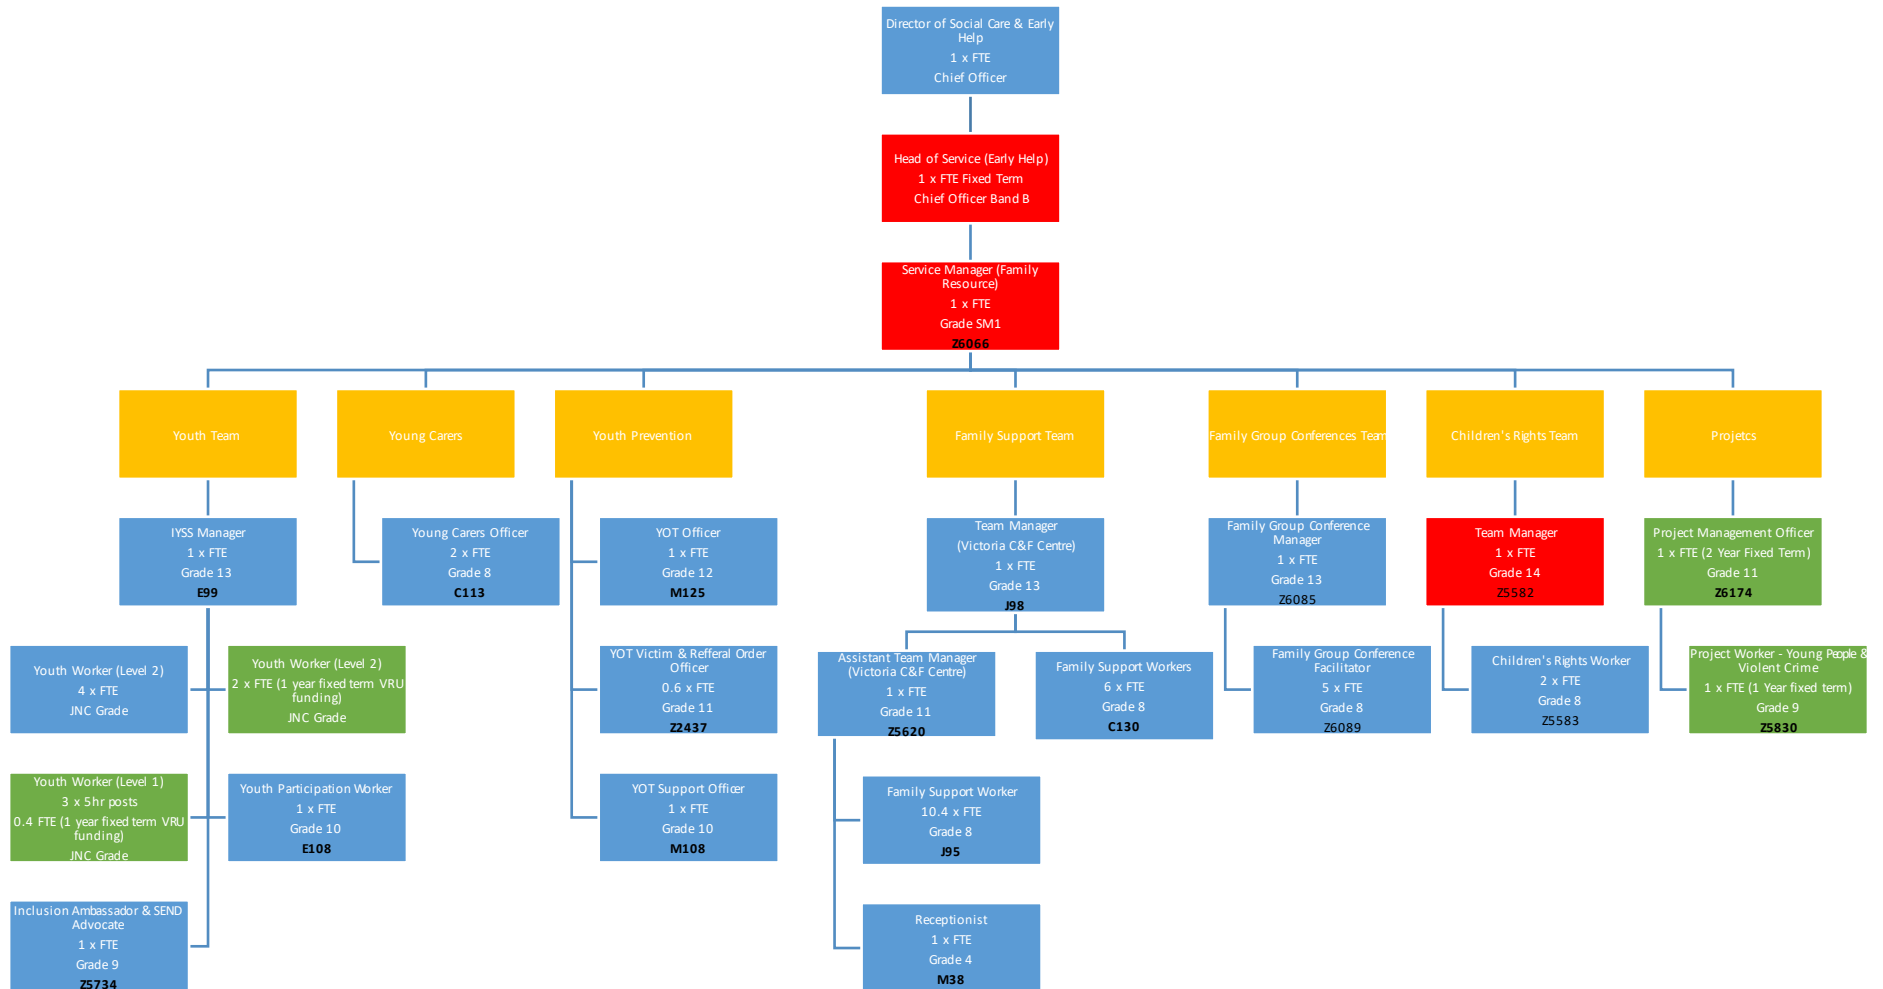 Director of Social Care & Early
Help
1 x FTE
Chief Officer
Head of Service (Early Help)
1 x FTE Fixed Term
Chief Officer Band B
Service Manager (Family
Resource)
1 x FTE
Grade SM1
Z6066
Youth Team
Young Carers
Youth Prevention
Family Support Team
Family Group Conferences Team
Children's Rights Team
Projetcs
IYSS Manager
1 x FTE
Grade 13
E99
Young Carers Officer
2 x FTE
Grade 8
C113
YOT Officer
1 x FTE
Grade 12
M125
Team Manager
(Victoria C&F Centre)
1 x FTE
Grade 13
J98
Family Group Conference
Manager
1 x FTE
Grade 13
Z6085
Team Manager
1 x FTE
Grade 14
Z5582
Project Management Officer
1 x FTE (2 Year Fixed Term)
Grade 11
Z6174
Youth Worker (Level 2)
4 x FTE
JNC Grade
Youth Worker (Level 2)
2 x FTE (1 year fixed term VRU
funding)
JNC Grade
YOT Victim & Refferal Order
Officer
0.6 x FTE
Grade 11
Z2437
Assistant Team Manager
(Victoria C&F Centre)
1 x FTE
Grade 11
Z5620
Family Support Workers
6 x FTE
Grade 8
C130
Family Group Conference
Facilitator
5 x FTE
Grade 8
Z6089
Children's Rights Worker
2 x FTE
Grade 8
Z5583
Project Worker - Young People &
Violent Crime
1 x FTE (1 Year fixed term)
Grade 9
Z5830
Youth Worker (Level 1)
3 x 5hr posts
0.4 FTE (1 year fixed term VRU
funding)
JNC Grade
Youth Participation Worker
1 x FTE
Grade 10
E108
YOT Support Officer
1 x FTE
Grade 10
M108
Family Support Worker
10.4 x FTE
Grade 8
J95
Inclusion Ambassador & SEND
Advocate
1 x FTE
Grade 9
Z5734
Receptionist
1 x FTE
Grade 4
M38